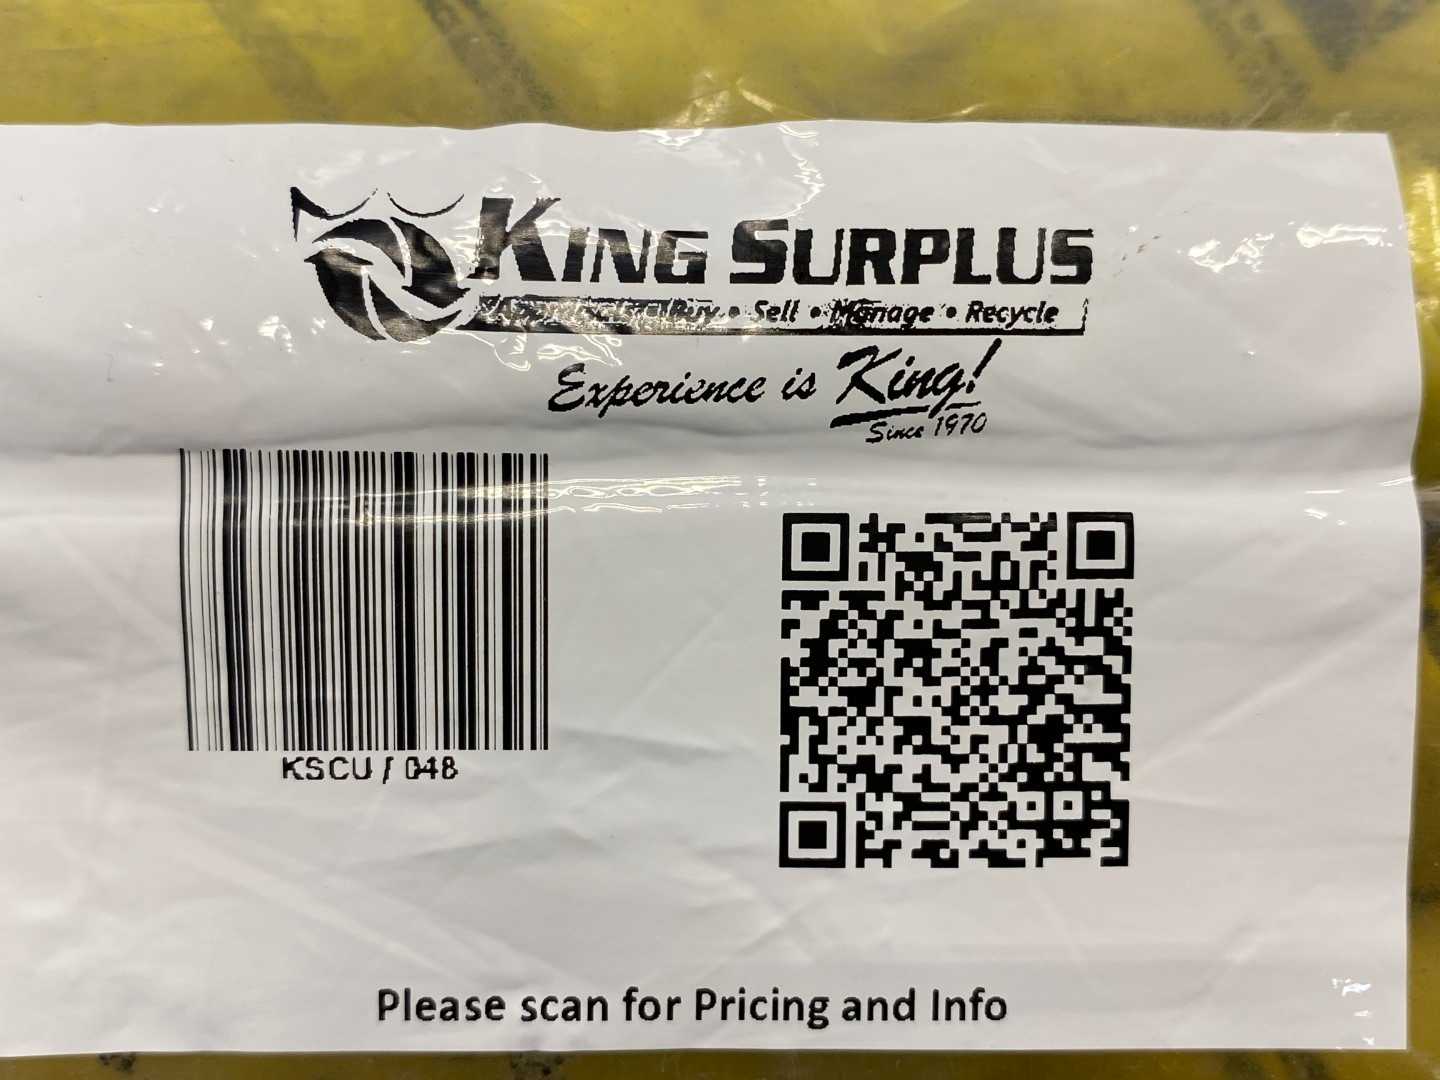 KING SURPLUS
Appraisals • Buy • Sell • Manage • Recycle
Experience is King!
Since 1970
KSCU / 048
Please scan for Pricing and Info